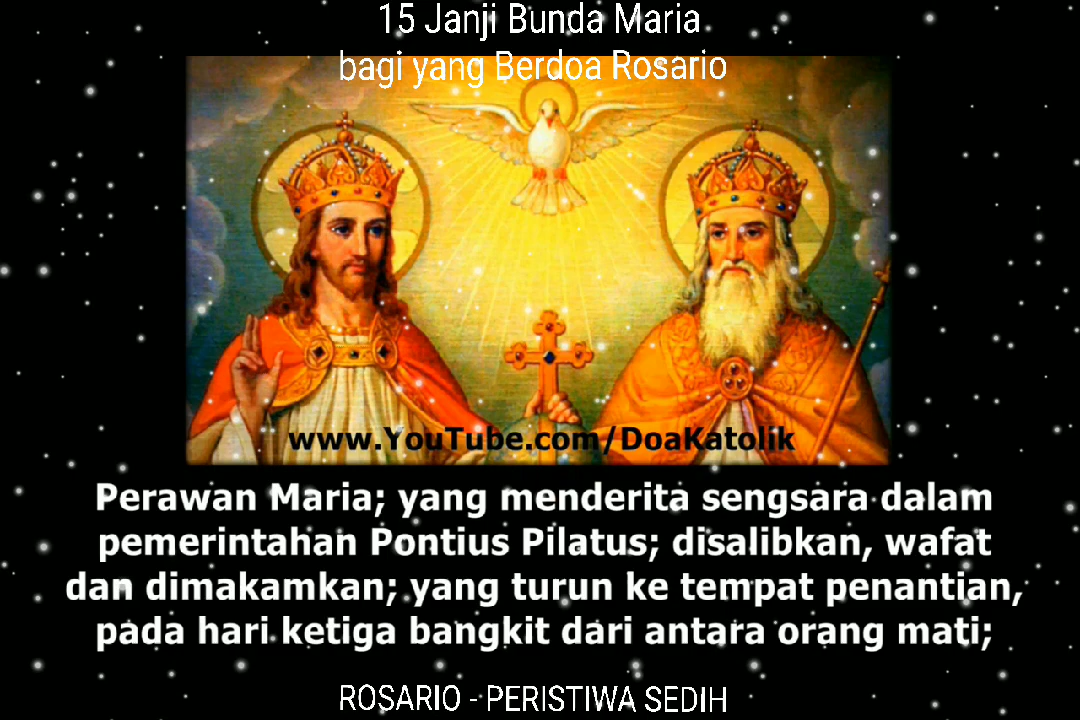 15 Janji Bunda Maria
bagi yang Berdoa Rosario
www.YouTube.com/DoaKatolik
Perawan Maria; yang menderita sengsara dalam
pemerintahan Pontius Pilatus; disalibkan, wafat
dan dimakamkan; yang turun ke tempat penantian,
pada hari ketiga bangkit dari antara orang mati;
ROSARIO - PERISTIWA SEDIH